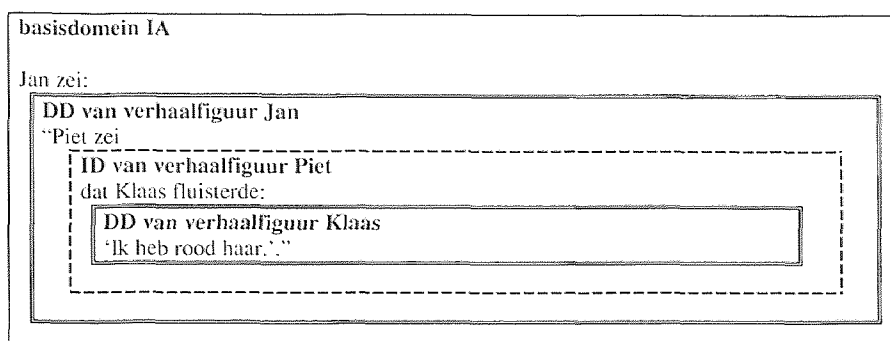 basisdomein IA
Jan zei:
DD van verhaalfiguur Jan
“Piet zei
ID van verhaalfiguur Piet
dat Klaas fluisterde:
DD van verhaalfiguur Klaas
‘Ik heb rood haar.’.”